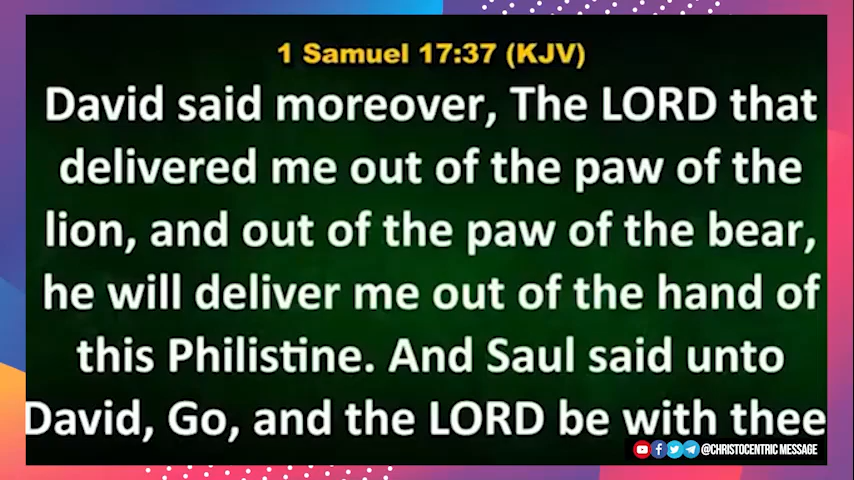 1 Samuel 17:37 (KJV)
David said moreover, The LORD that
delivered me out of the paw of the
lion, and out of the paw of the bear,
he will deliver me out of the hand of
this Philistine. And Saul said unto
David, Go, and the LORD be with thee
@CHRISTOCENTRIC MESSAGE